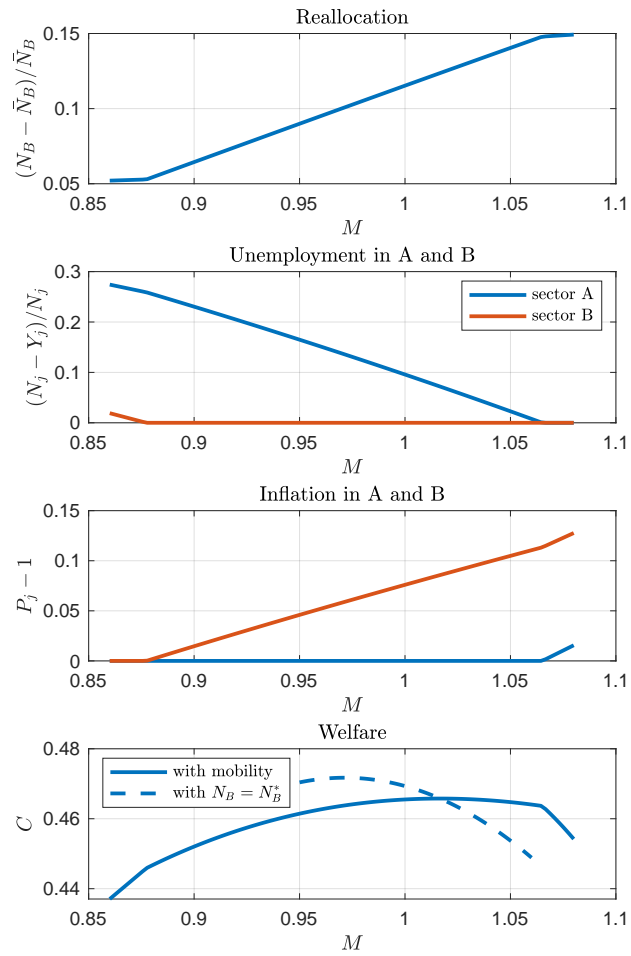 Reallocation
0.15
0.1
0.05
(N_B − N̄_B)/N̄_B
0.85 0.9 0.95 1 1.05 1.1
M
Unemployment in A and B
0.3
0.2
0.1
0
(N_j − Y_j)/N_j
sector A
sector B
0.85 0.9 0.95 1 1.05 1.1
M
Inflation in A and B
0.15
0.1
0.05
0
P_j − 1
0.85 0.9 0.95 1 1.05 1.1
M
Welfare
0.48
0.46
0.44
C
with mobility
with N_B = N_B^*
0.85 0.9 0.95 1 1.05 1.1
M